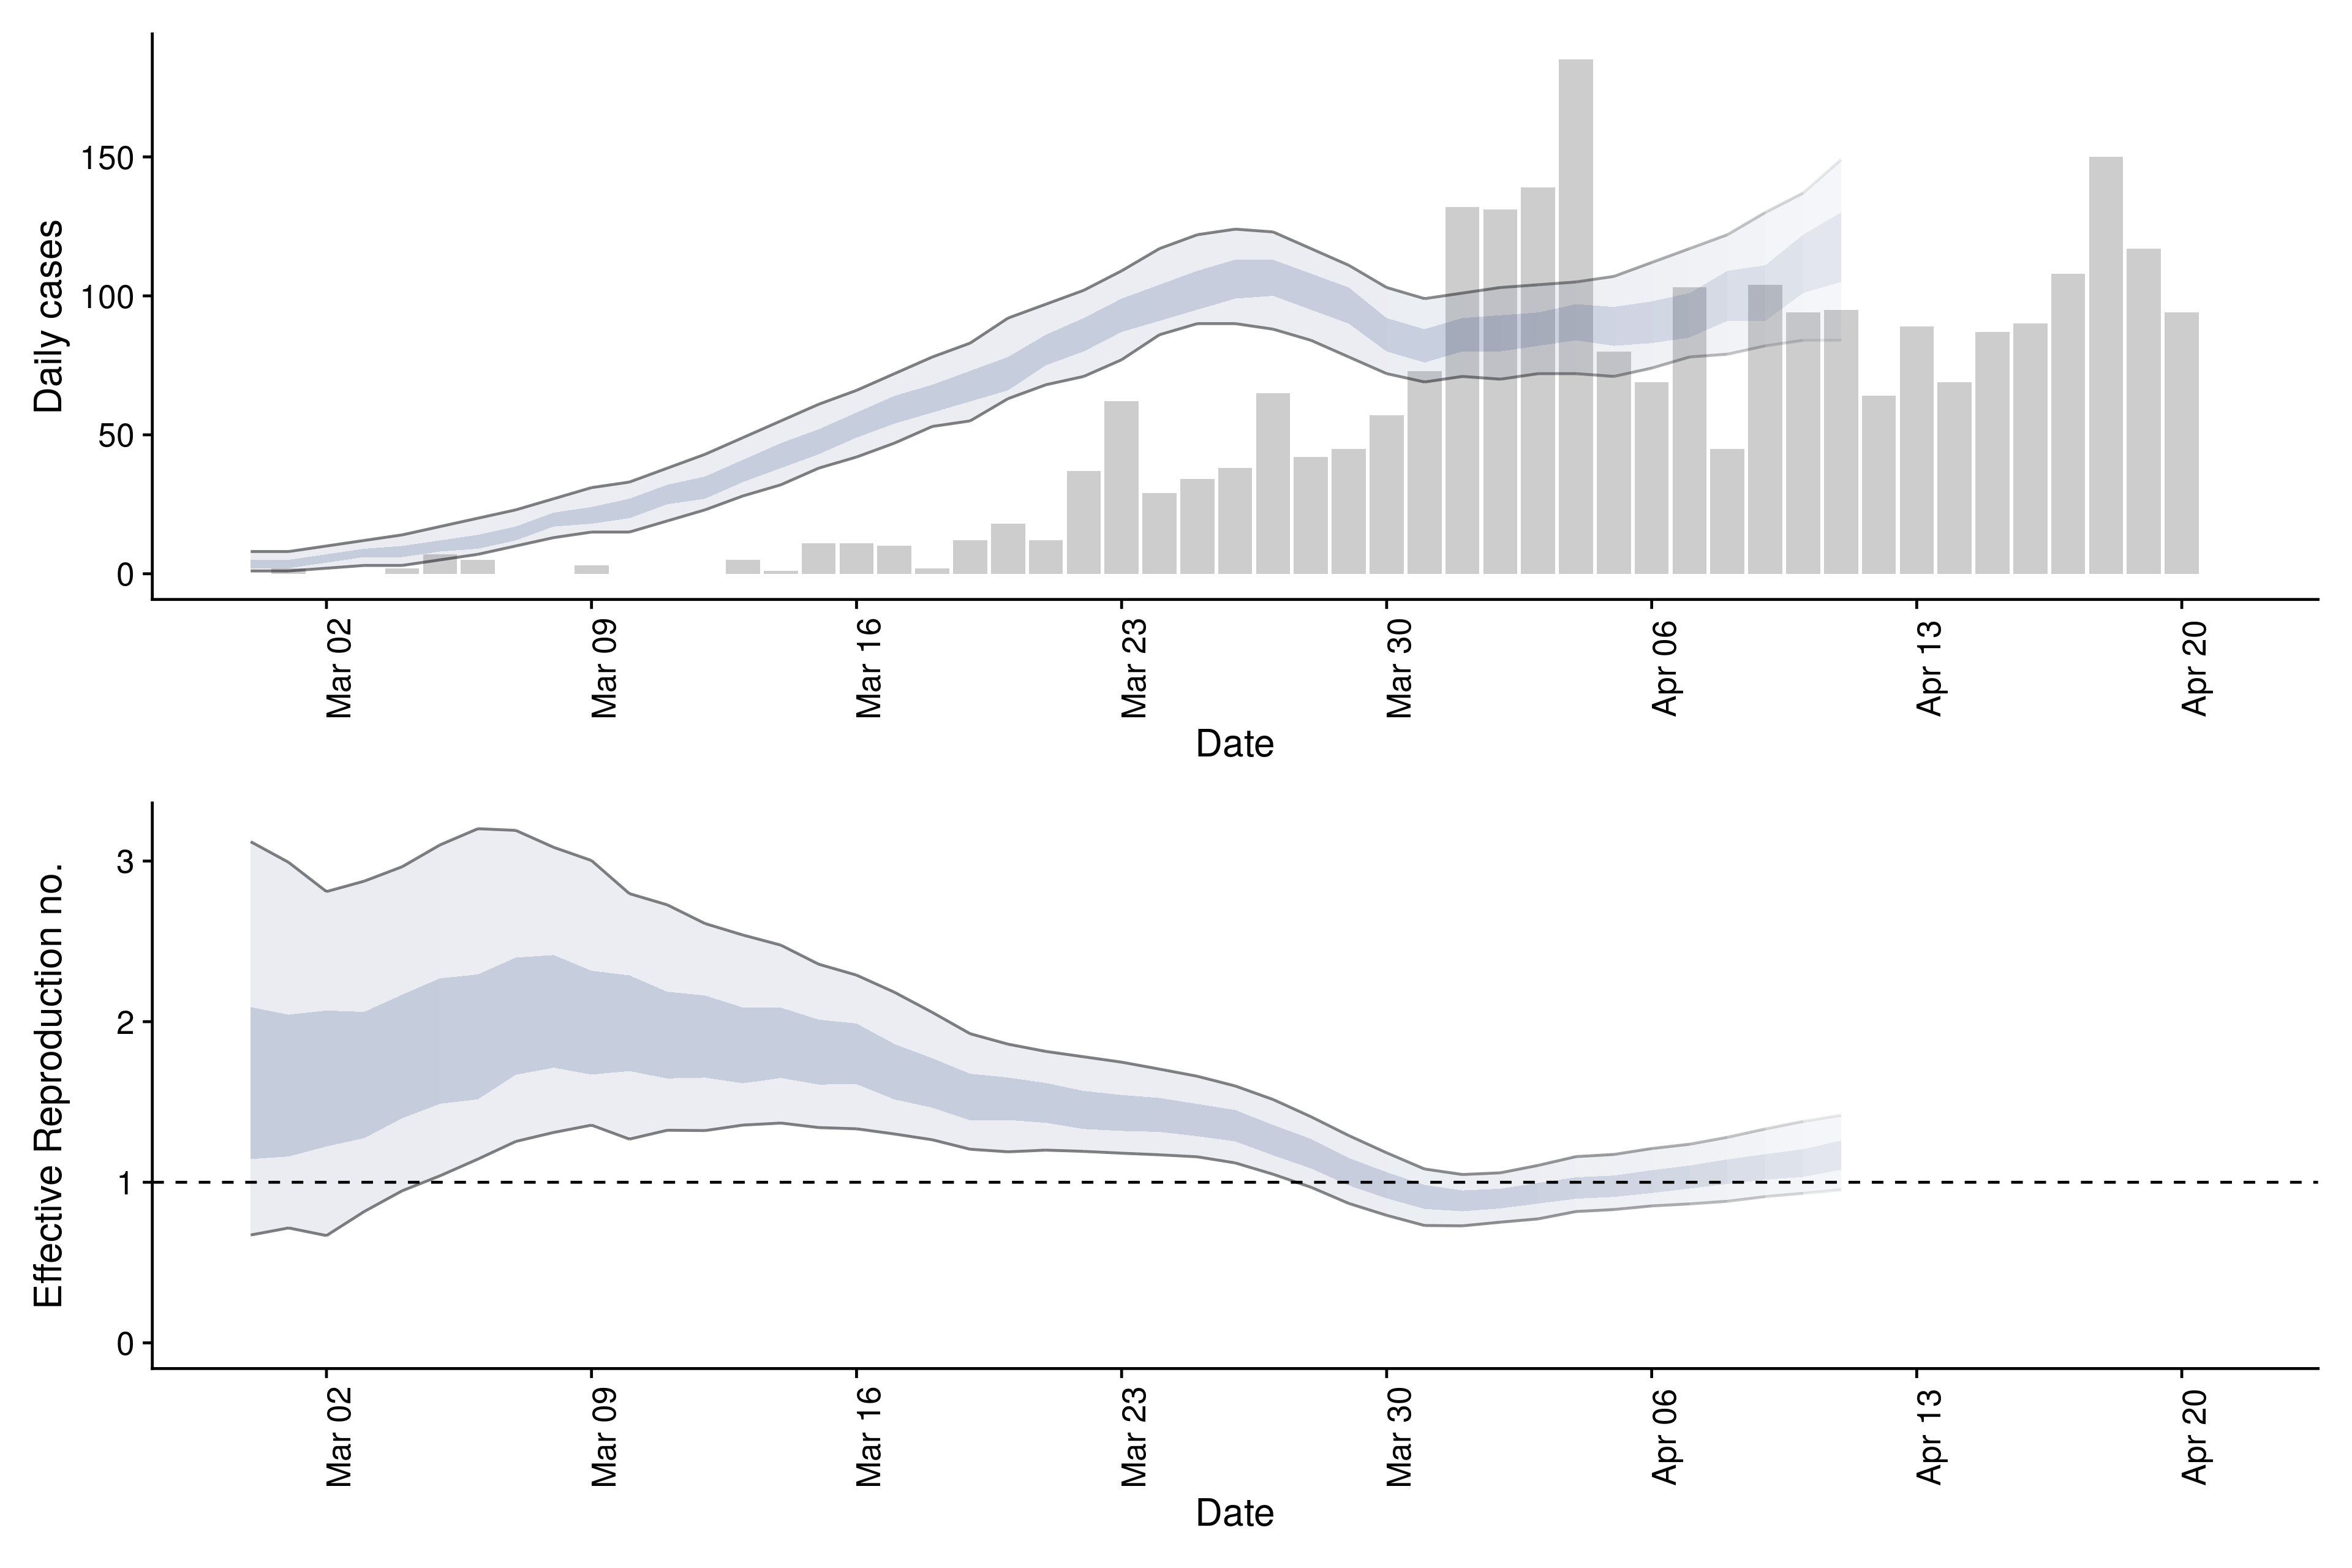 Daily cases
150
100
50
0
Mar 02
Mar 09
Mar 16
Mar 23
Mar 30
Apr 06
Apr 13
Apr 20
Date
Effective Reproduction no.
3
2
1
0
Mar 02
Mar 09
Mar 16
Mar 23
Mar 30
Apr 06
Apr 13
Apr 20
Date